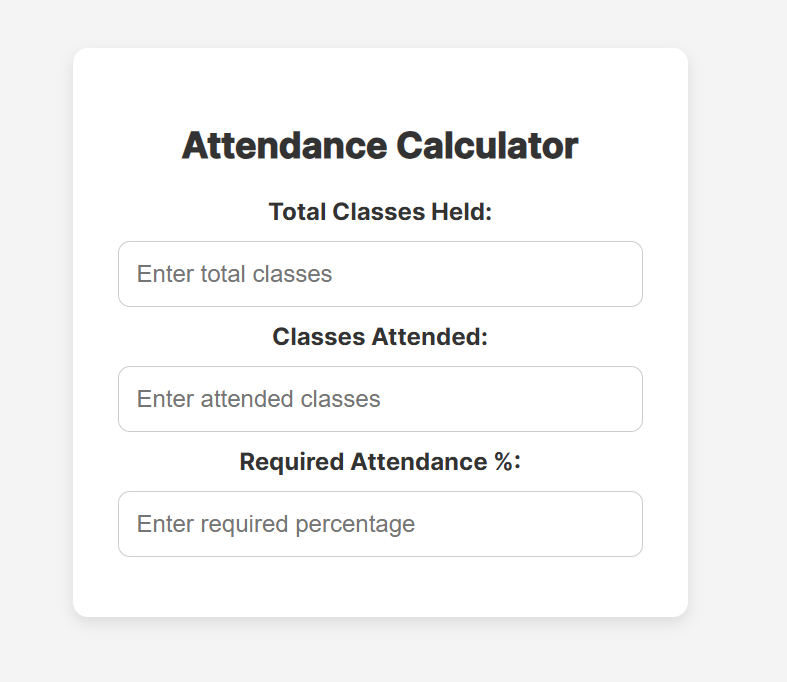 Attendance Calculator
Total Classes Held:
Enter total classes
Classes Attended:
Enter attended classes
Required Attendance %:
Enter required percentage